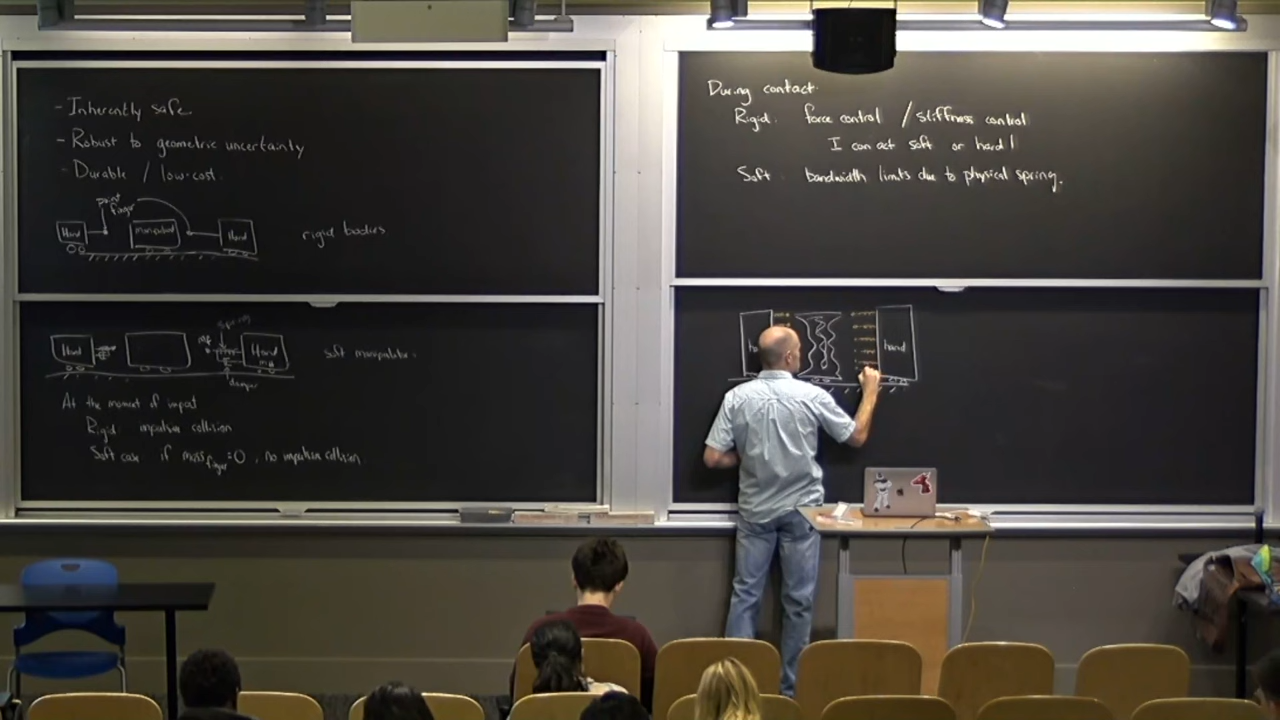 - Inherently safe.
- Robust to geometric uncertainty
- Durable / low-cost.
point finger
Hand manipuland Hand
rigid bodies
spring
Hand Hand
soft manipulator.
damper
At the moment of impact
Rigid: impulsive collision
Soft case if mass finger =0, no impulsive collision.
During contact.
Rigid: force control / stiffness control
I can act soft or hard!
Soft: bandwidth limits due to physical spring.
hand